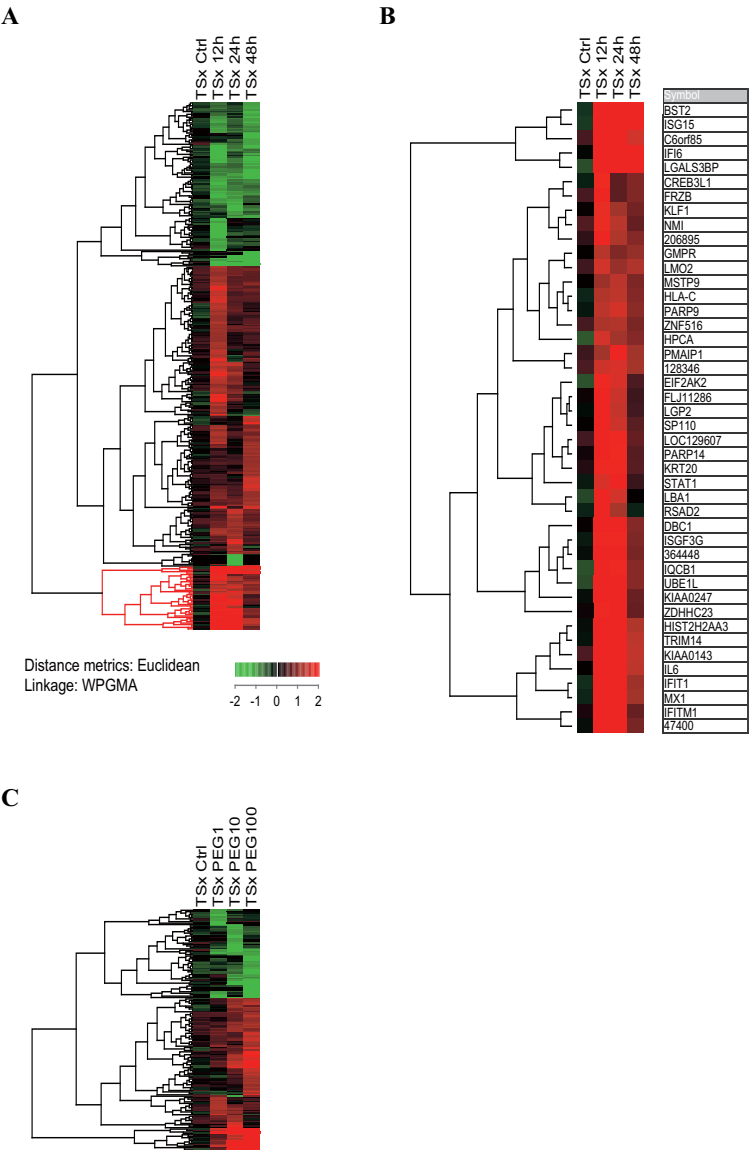 A
TSx Ctrl
TSx 12h
TSx 24h
TSx 48h
Distance metrics: Euclidean
Linkage: WPGMA
-2 -1 0 1 2
B
TSx Ctrl
TSx 12h
TSx 24h
TSx 48h
Symbol
BST2
ISG15
C6orf85
IFI6
LGALS3BP
CREB3L1
FRZB
KLF1
NMI
206895
GMPR
LMO2
MSTP9
HLA-C
PARP9
ZNF516
HPCA
PMAIP1
128346
EIF2AK2
FLJ11286
LGP2
SP110
LOC129607
PARP14
KRT20
STAT1
LBA1
RSAD2
DBC1
ISGF3G
364448
IQCB1
UBE1L
KIAA0247
ZDHHC23
HIST2H2AA3
TRIM14
KIAA0143
IL6
IFIT1
MX1
IFITM1
47400
C
TSx Ctrl
TSx PEG1
TSx PEG10
TSx PEG100